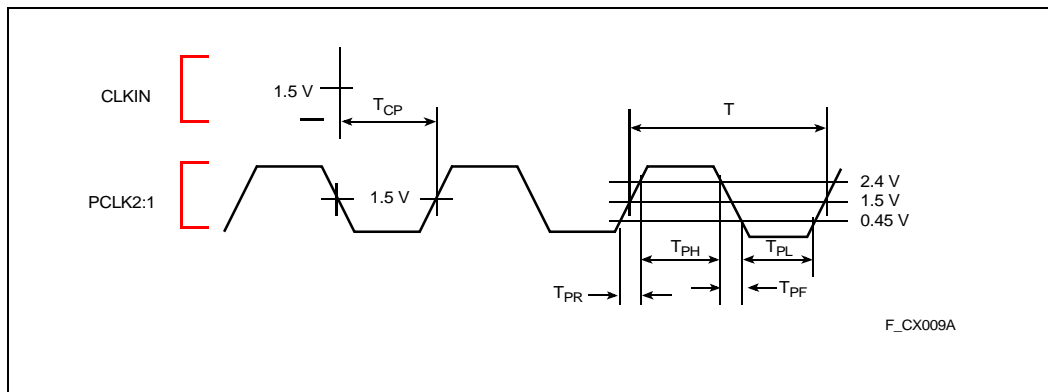 CLKIN
1.5 V
TCP
T
PCLK2:1
1.5 V
2.4 V
1.5 V
0.45 V
TPH
TPL
TPR
TPF
F_CX009A